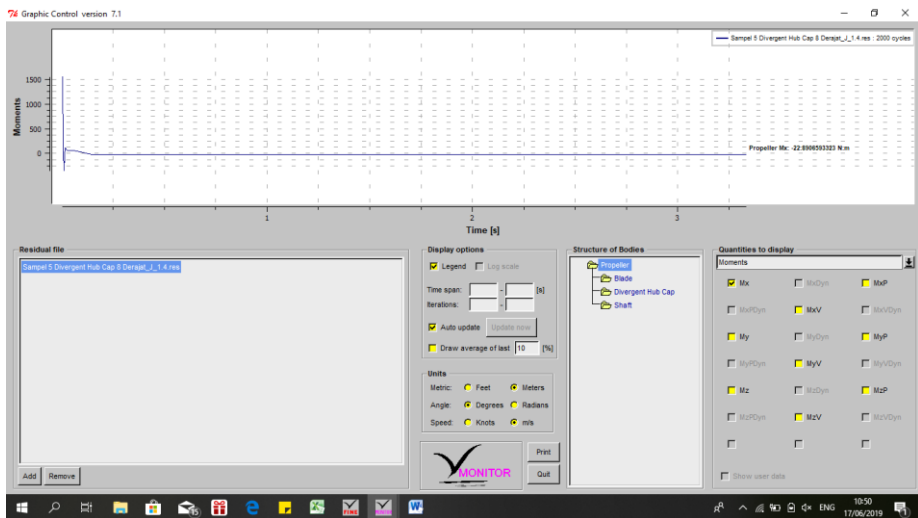 Graphic Control version 7.1
Sampel 5 Divergent Hub Cap 8 Derajat_J_1.4.res : 2000 cycles
1500
1000
500
0
Moments
Propeller Mx: -22.8906593323 N·m
1 2 3
Time [s]
Residual file
Sampel 5 Divergent Hub Cap 8 Derajat_J_1.4.res
Add Remove
Display options
Legend Log scale
Time span: - [s]
Iterations: -
Auto update Update now
Draw average of last 10 [%]
Units
Metric: Feet Meters
Angle: Degrees Radians
Speed: Knots m/s
MONITOR
Print
Quit
Structure of Bodies
Propeller
Blade
Divergent Hub Cap
Shaft
Quantities to display
Moments
Mx MxDyn MxP
MxPDyn MxV MxVDyn
My MyDyn MyP
MyPDyn MyV MyVDyn
Mz MzDyn MzP
MzPDyn MzV MzVDyn
Show user data
ENG
10:50
17/06/2019